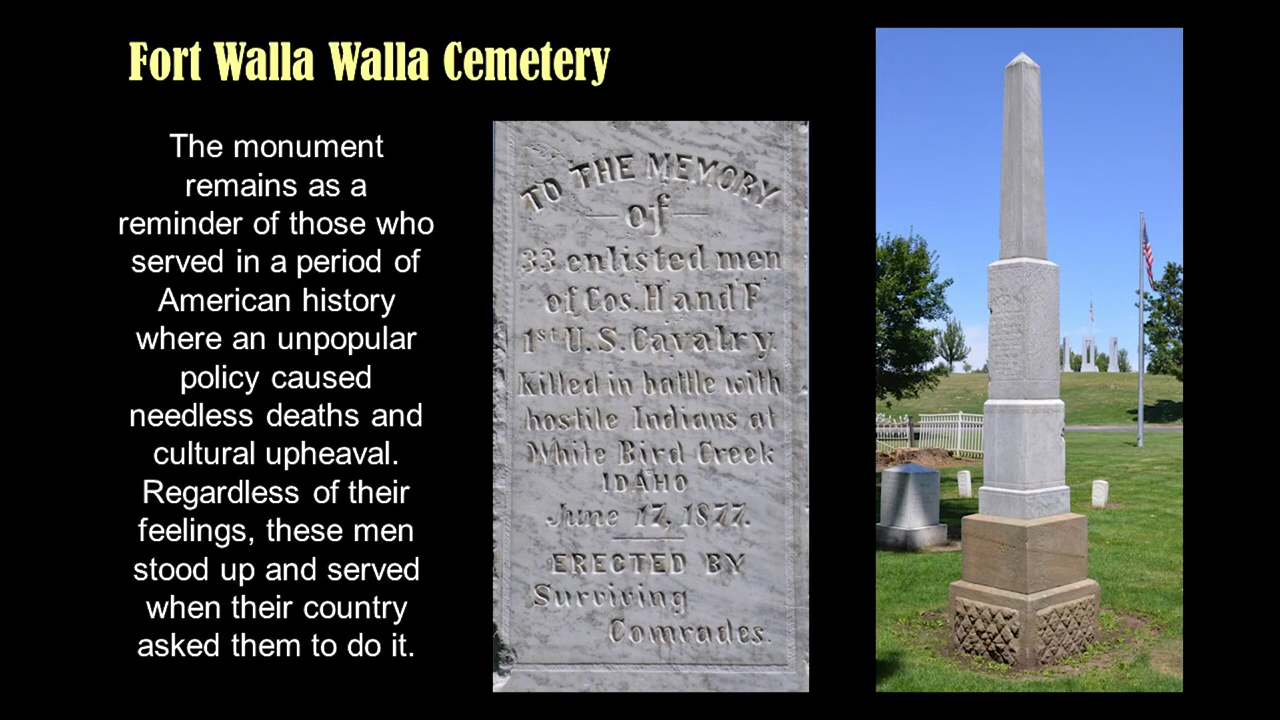 Fort Walla Walla Cemetery
The monument
remains as a
reminder of those who
served in a period of
American history
where an unpopular
policy caused
needless deaths and
cultural upheaval.
Regardless of their
feelings, these men
stood up and served
when their country
asked them to do it.
TO THE MEMORY
of
33 enlisted men
of Cos. H and F
1st U.S. Cavalry.
Killed in battle with
hostile Indians at
White Bird Creek
IDAHO
June 17, 1877.
ERECTED BY
Surviving
Comrades.